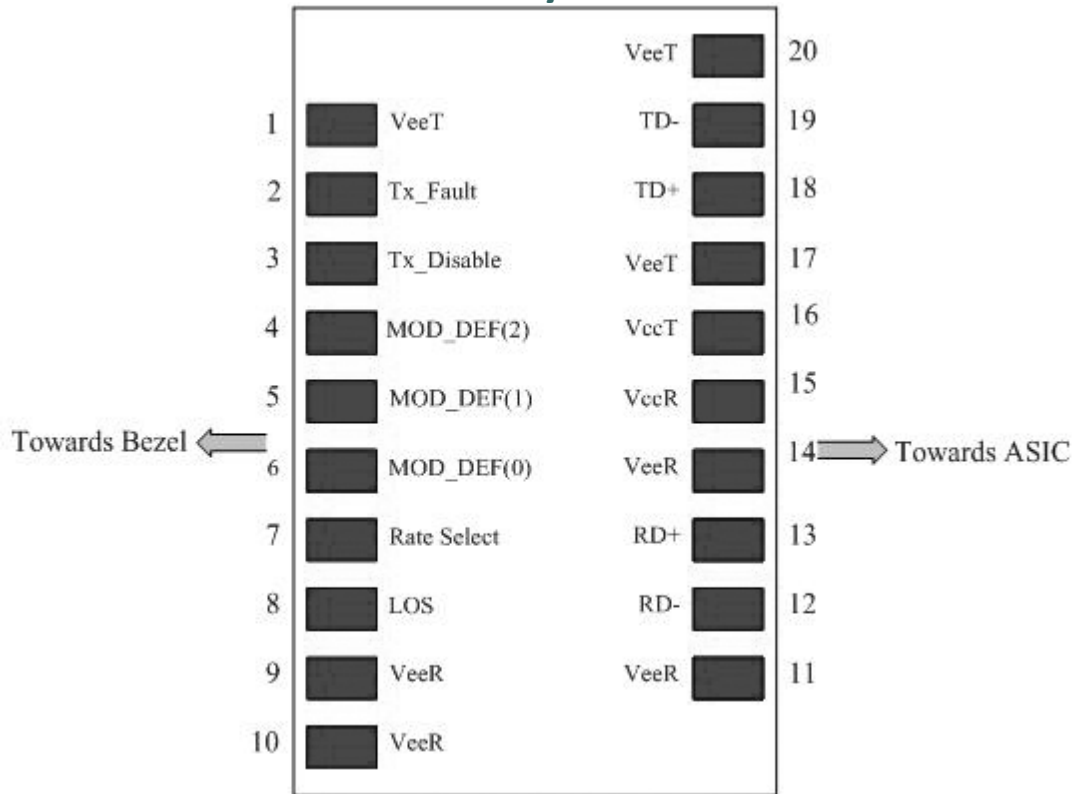 VeeT 20
1 VeeT TD- 19
2 Tx_Fault TD+ 18
3 Tx_Disable VeeT 17
4 MOD_DEF(2) VccT 16
5 MOD_DEF(1) VccR 15
Towards Bezel
6 MOD_DEF(0) VeeR 14 Towards ASIC
7 Rate Select RD+ 13
8 LOS RD- 12
9 VeeR VeeR 11
10 VeeR